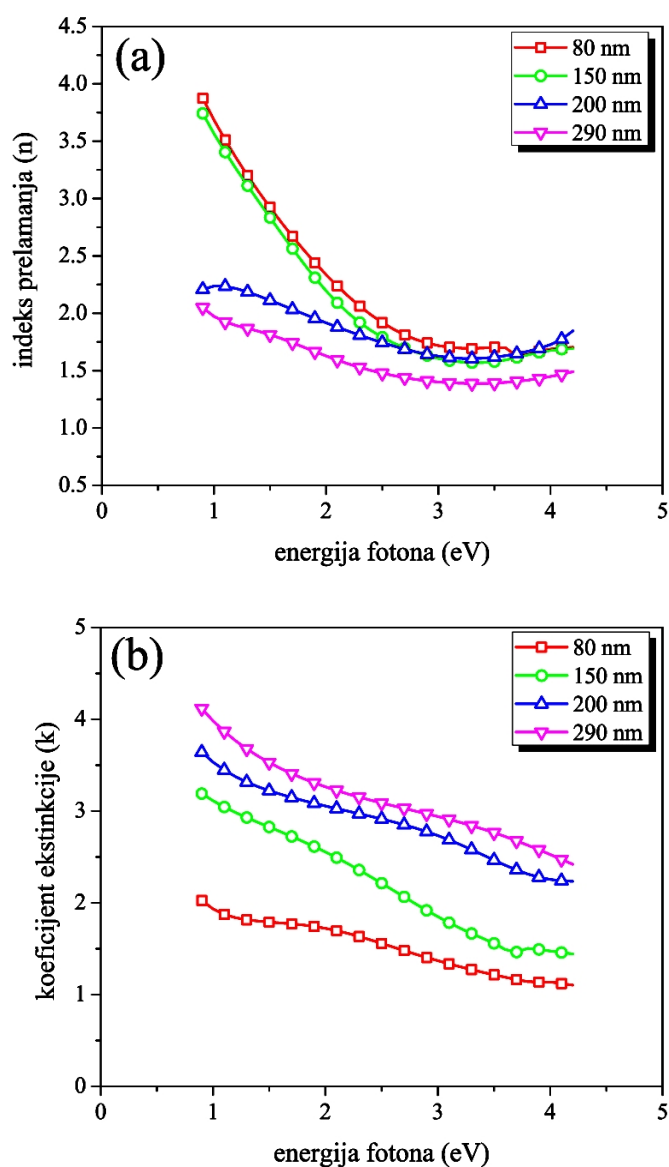 (a)
80 nm
150 nm
200 nm
290 nm
4.5
4.0
3.5
3.0
2.5
2.0
1.5
1.0
0.5
indeks prelamanja (n)
0 1 2 3 4 5
energija fotona (eV)
(b)
80 nm
150 nm
200 nm
290 nm
5
4
3
2
1
0
koeficijent ekstinkcije (k)
0 1 2 3 4 5
energija fotona (eV)